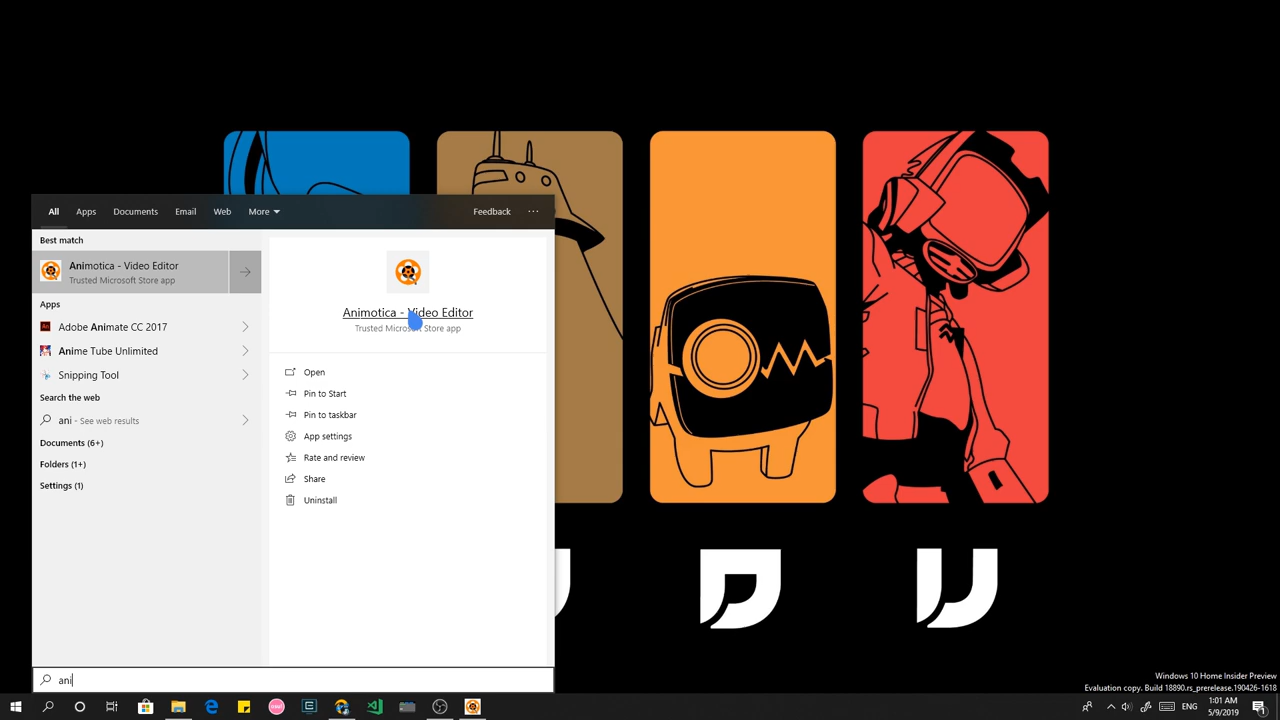 All Apps Documents Email Web More Feedback ...
Best match
Animotica - Video Editor
Trusted Microsoft Store app
Apps
Adobe Animate CC 2017
Anime Tube Unlimited
Snipping Tool
Search the web
ani - See web results
Documents (6+)
Folders (1+)
Settings (1)
Animotica - Video Editor
Trusted Microsoft Store app
Open
Pin to Start
Pin to taskbar
App settings
Rate and review
Share
Uninstall
ani
Windows 10 Home Insider Preview
Evaluation copy. Build 18890.rs_prerelease.190426-1618
ENG
1:01 AM
5/9/2019